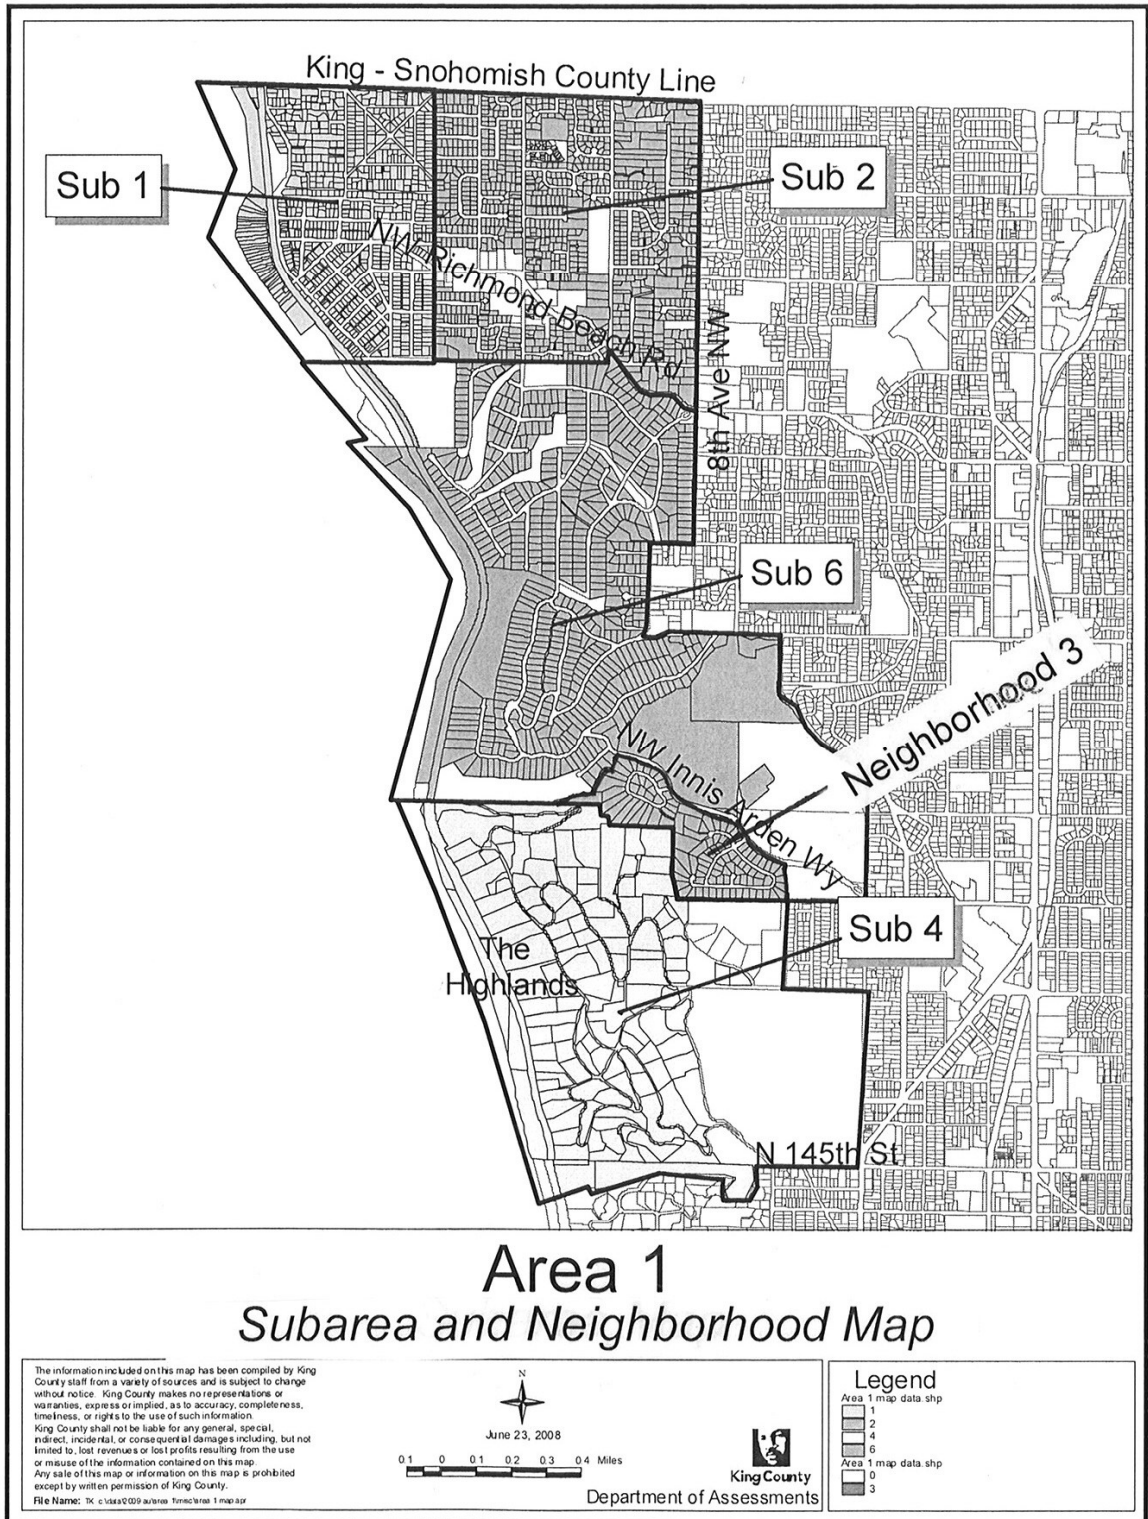 King - Snohomish County Line
Sub 1
Sub 2
NW Richmond Beach Rd
8th Ave NW
Sub 6
Neighborhood 3
NW Innis Arden Wy
Sub 4
The
Highlands
N 145th St
Area 1
Subarea and Neighborhood Map
The information included on this map has been compiled by King
County staff from a variety of sources and is subject to change
without notice. King County makes no representations or
warranties, express or implied, as to accuracy, completeness,
timeliness, or rights to the use of such information.
King County shall not be liable for any general, special,
indirect, incidental, or consequential damages including, but not
limited to, lost revenues or lost profits resulting from the use
or misuse of the information contained on this map.
Any sale of this map or information on this map is prohibited
except by written permission of King County.
File Name:
N
June 23, 2008
0.1 0 0.1 0.2 0.3 0.4 Miles
King County
Department of Assessments
Legend
Area 1 map data.shp
1
2
4
6
Area 1 map data.shp
0
3